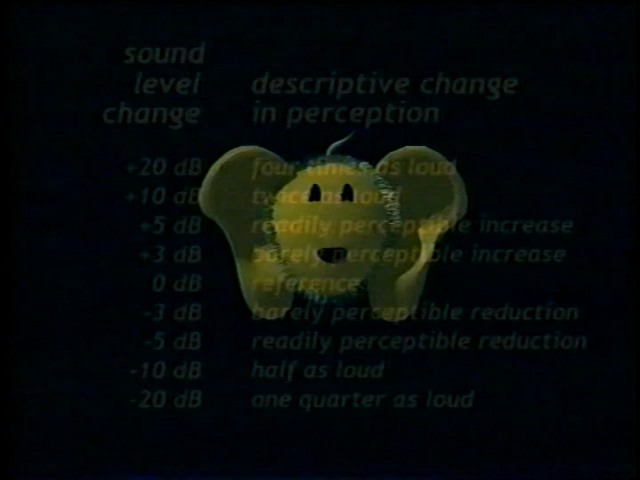 sound
level descriptive change
change in perception
+20 dB four times as loud
+10 dB twice as loud
+5 dB readily perceptible increase
+3 dB barely perceptible increase
0 dB reference
-3 dB barely perceptible reduction
-5 dB readily perceptible reduction
-10 dB half as loud
-20 dB one quarter as loud